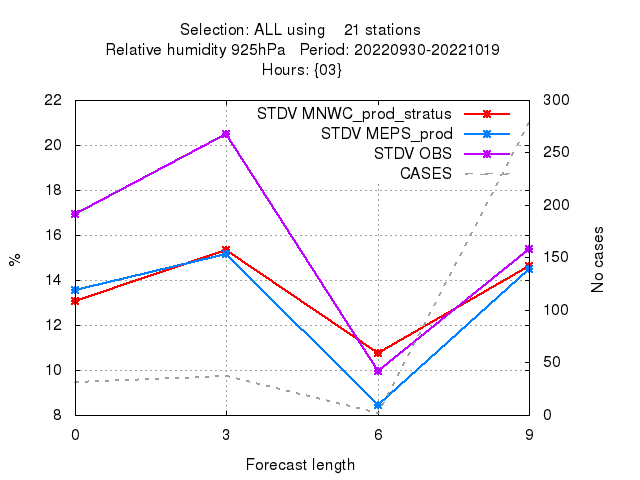 Selection: ALL using    21 stations
Relative humidity 925hPa   Period: 20220930-20221019
Hours: {03}
STDV MNWC_prod_stratus
STDV MEPS_prod
STDV OBS
CASES
22
20
18
16
14
12
10
8
%
300
250
200
150
100
50
0
No cases
0 3 6 9
Forecast length